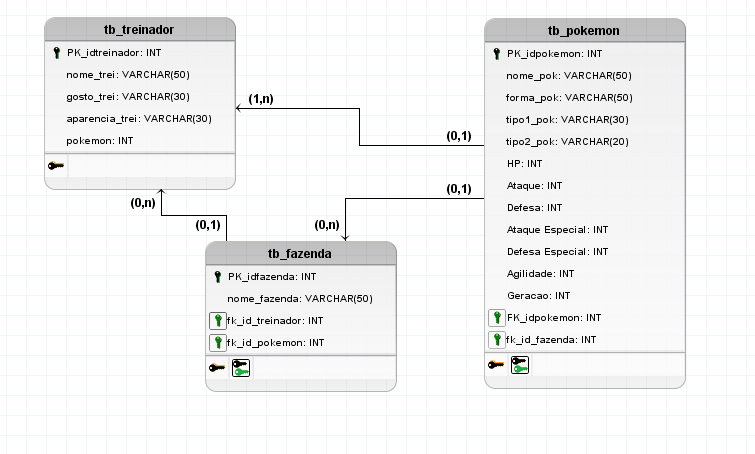 tb_treinador
PK_idtreinador: INT
nome_trei: VARCHAR(50)
gosto_trei: VARCHAR(30)
aparencia_trei: VARCHAR(30)
pokemon: INT
(1,n)
(0,1)
(0,1)
(0,n)
(0,n)
(0,1)
tb_fazenda
PK_idfazenda: INT
nome_fazenda: VARCHAR(50)
fk_id_treinador: INT
fk_id_pokemon: INT
tb_pokemon
PK_idpokemon: INT
nome_pok: VARCHAR(50)
forma_pok: VARCHAR(50)
tipo1_pok: VARCHAR(30)
tipo2_pok: VARCHAR(20)
HP: INT
Ataque: INT
Defesa: INT
Ataque Especial: INT
Defesa Especial: INT
Agilidade: INT
Geracao: INT
FK_idpokemon: INT
fk_id_fazenda: INT